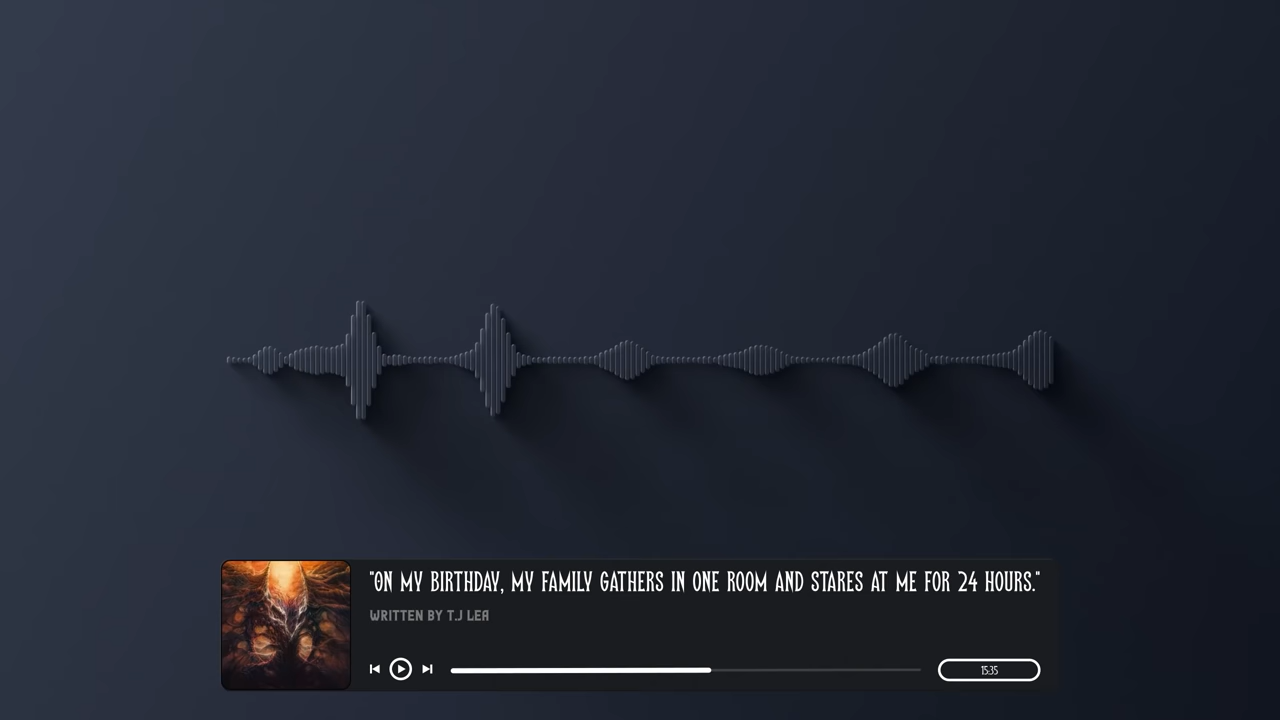 "ON MY BIRTHDAY, MY FAMILY GATHERS IN ONE ROOM AND STARES AT ME FOR 24 HOURS."
WRITTEN BY T.J LEA
15:35